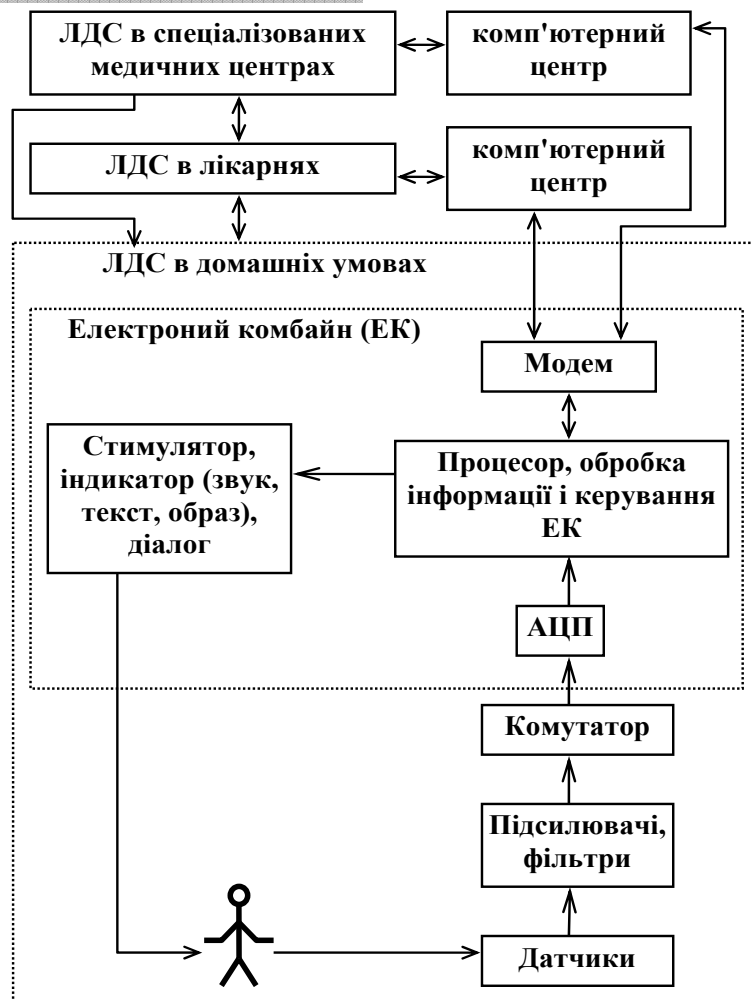 ЛДС в спеціалізованих
медичних центрах
комп'ютерний
центр
ЛДС в лікарнях
комп'ютерний
центр
ЛДС в домашніх умовах
Електроний комбайн (ЕК)
Модем
Стимулятор,
індикатор (звук,
текст, образ),
діалог
Процесор, обробка
інформації і керування
ЕК
АЦП
Комутатор
Підсилювачі,
фільтри
Датчики